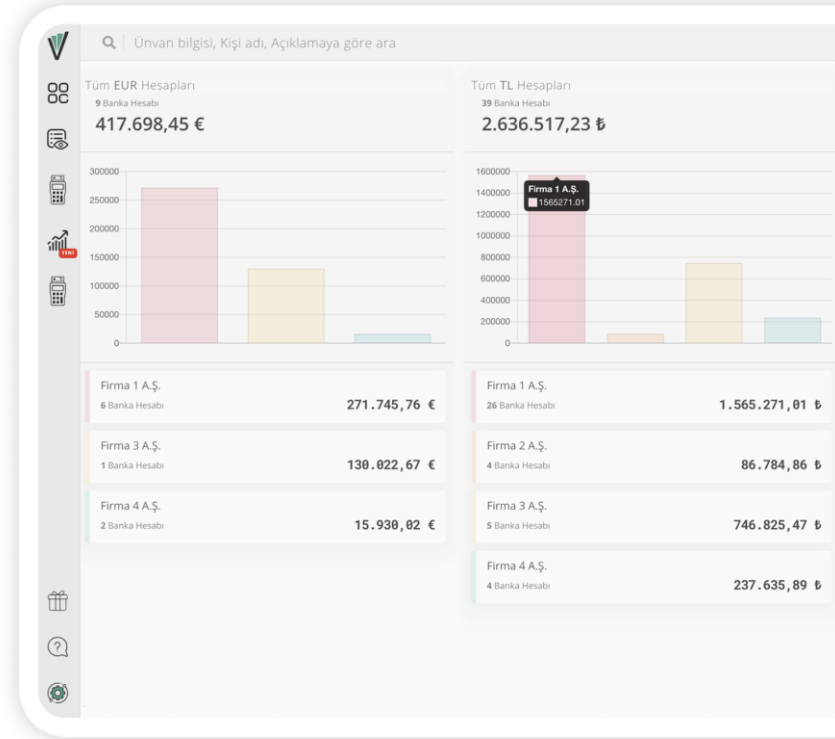 Ünvan bilgisi, Kişi adı, Açıklamaya göre ara
YENİ
Tüm EUR Hesapları
9 Banka Hesabı
417.698,45 €
300000
250000
200000
150000
100000
50000
0
Firma 1 A.Ş.
6 Banka Hesabı
271.745,76 €
Firma 3 A.Ş.
1 Banka Hesabı
130.022,67 €
Firma 4 A.Ş.
2 Banka Hesabı
15.930,02 €
Tüm TL Hesapları
39 Banka Hesabı
2.636.517,23 ₺
1600000
1400000
1200000
1000000
800000
600000
400000
200000
0
Firma 1 A.Ş.
1565271.01
Firma 1 A.Ş.
26 Banka Hesabı
1.565.271,01 ₺
Firma 2 A.Ş.
4 Banka Hesabı
86.784,86 ₺
Firma 3 A.Ş.
5 Banka Hesabı
746.825,47 ₺
Firma 4 A.Ş.
4 Banka Hesabı
237.635,89 ₺